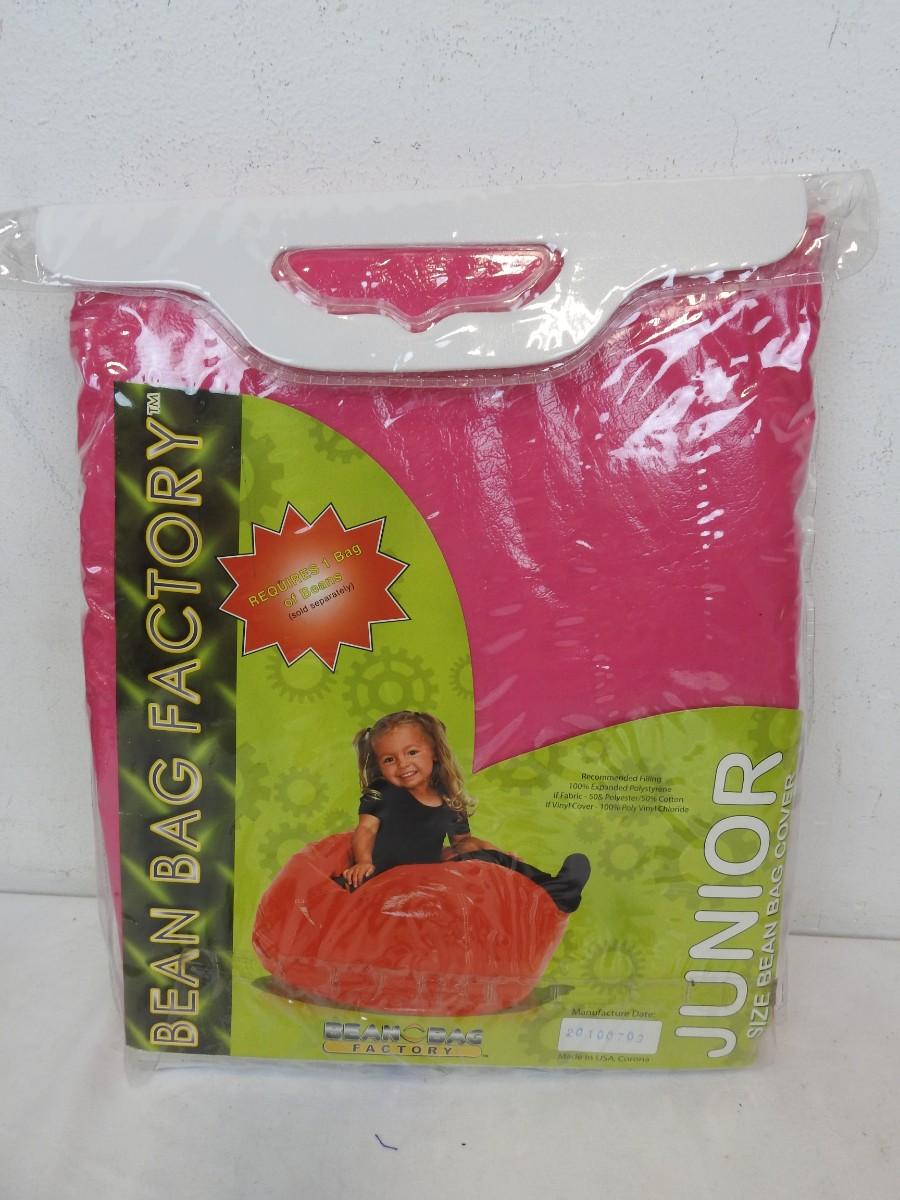 BEAN BAG FACTORY™
REQUIRES 1 Bag
of Beans
(sold separately)
Recommended Filling
100% Expanded Polystyrene
If Fabric - 50% Polyester/50% Cotton
If Vinyl Cover - 100% Poly Vinyl Chloride
JUNIOR
SIZE BEAN BAG COVER
BEAN BAG
FACTORY™
Manufacture Date:
20100703
Made in USA, Corona